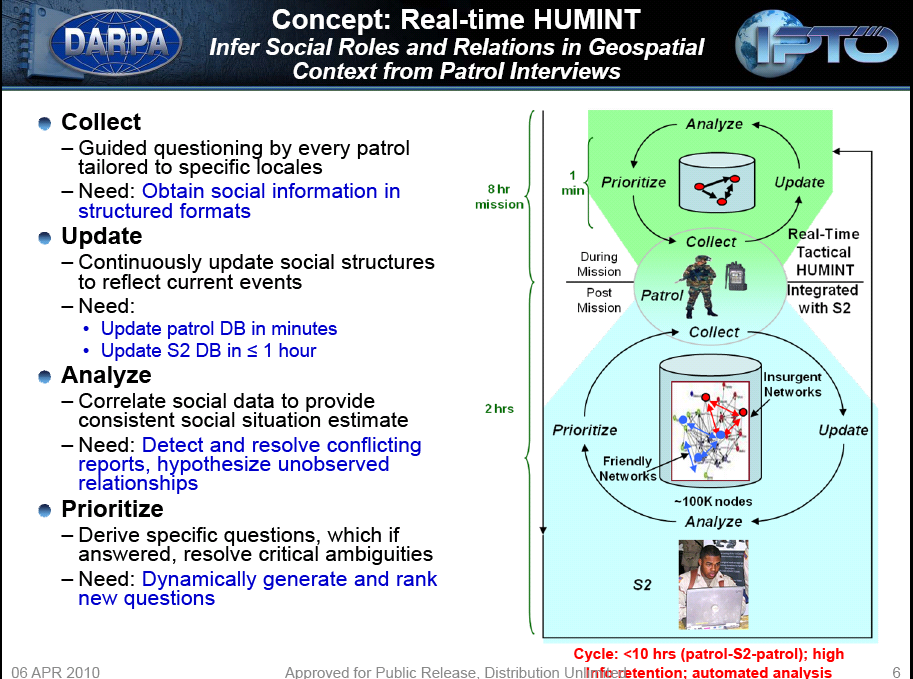 DARPA
Concept: Real-time HUMINT
Infer Social Roles and Relations in Geospatial
Context from Patrol Interviews
IPTO
Collect
– Guided questioning by every patrol
tailored to specific locales
– Need: Obtain social information in
structured formats
Update
– Continuously update social structures
to reflect current events
– Need:
• Update patrol DB in minutes
• Update S2 DB in ≤ 1 hour
Analyze
– Correlate social data to provide
consistent social situation estimate
– Need: Detect and resolve conflicting
reports, hypothesize unobserved
relationships
Prioritize
– Derive specific questions, which if
answered, resolve critical ambiguities
– Need: Dynamically generate and rank
new questions
8 hr
mission
1
min
Analyze
Prioritize
Update
Collect
During
Mission
Post
Mission
Patrol
Real-Time
Tactical
HUMINT
Integrated
with S2
Collect
2 hrs
Insurgent
Networks
Prioritize
Update
Friendly
Networks
~100K nodes
Analyze
S2
Cycle: <10 hrs (patrol-S2-patrol); high
Info retention; automated analysis
06 APR 2010
Approved for Public Release, Distribution Unlimited
6